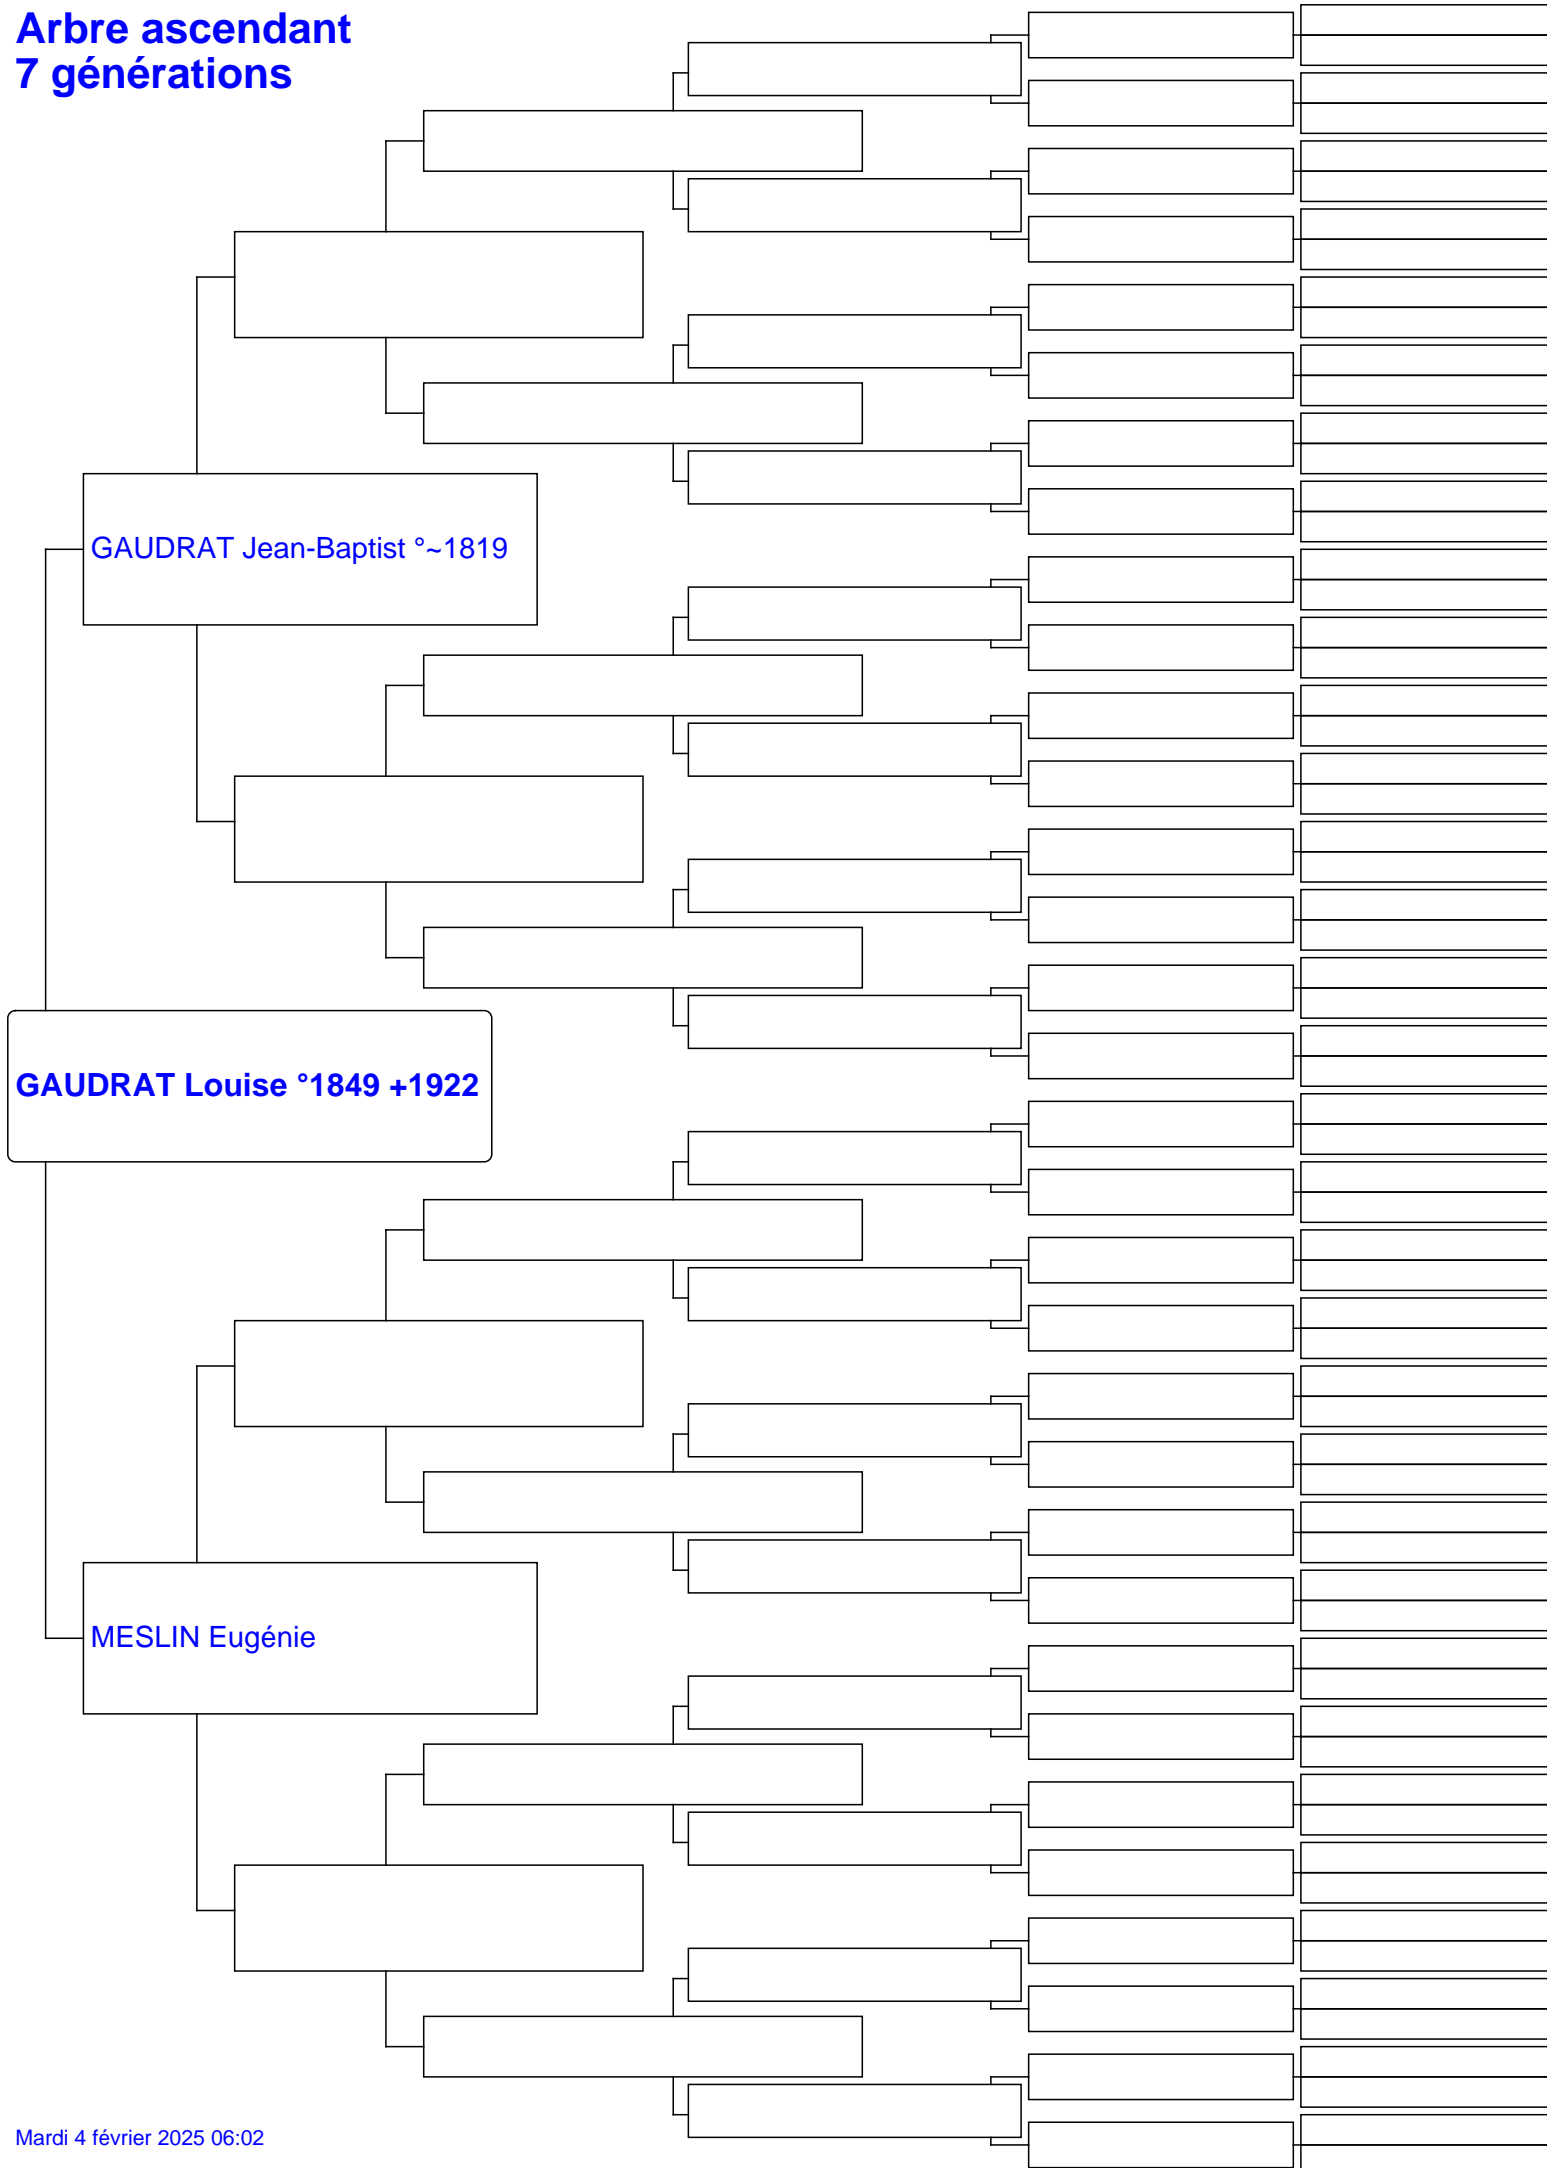 Arbre ascendant
7 générations
GAUDRAT Jean-Baptist °~1819
GAUDRAT Louise °1849 +1922
MESLIN Eugénie
Mardi 4 février 2025 06:02